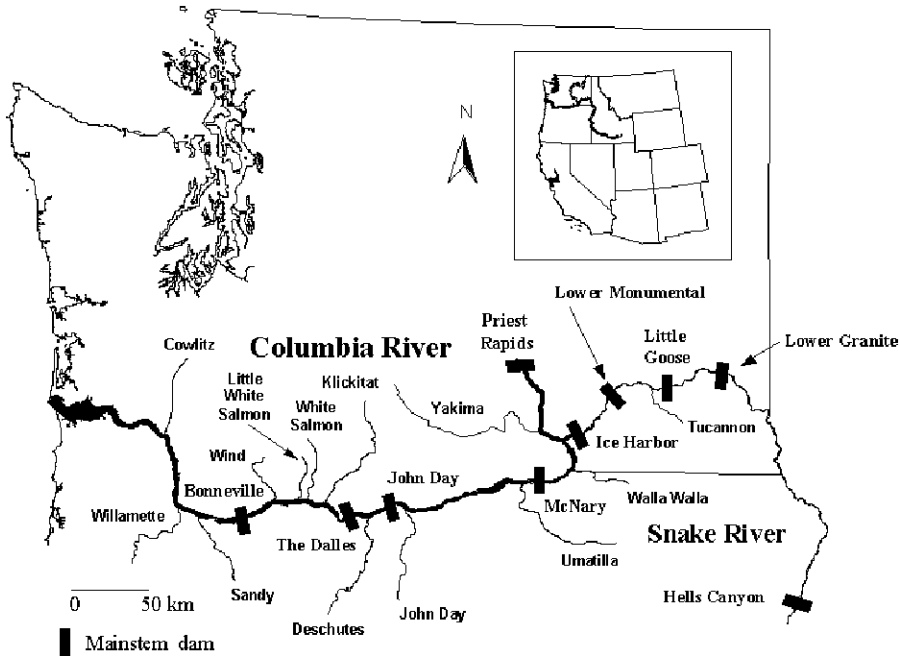 N
Lower Monumental
Priest
Rapids
Little
Goose
Lower Granite
Columbia River
Cowlitz
Little
White
Salmon
Klickitat
White
Salmon
Yakima
Tucannon
Ice Harbor
Wind
Bonneville
John Day
McNary
Walla Walla
Willamette
The Dalles
Snake River
Umatilla
Sandy
Deschutes
John Day
Hells Canyon
0 50 km
Mainstem dam